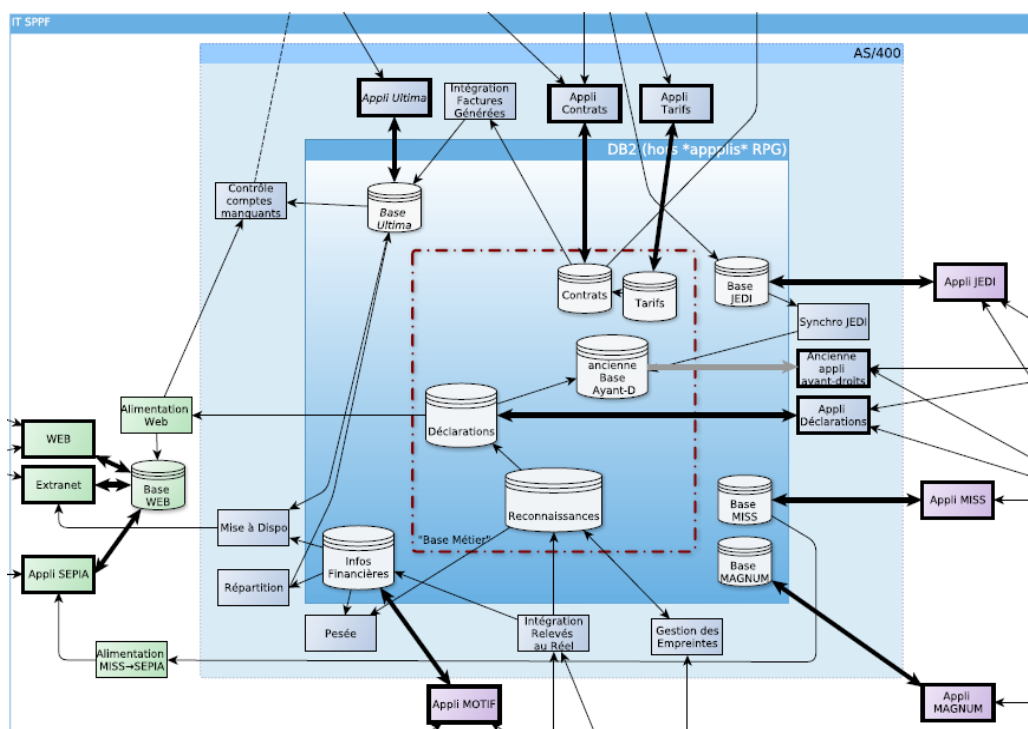 IT SPPF
AS/400
Appli Ultima
Intégration
Factures
Générées
Appli
Contrats
Appli
Tarifs
DB2 (hors *appplis* RPG)
Contrôle
comptes
manquants
Base
Ultima
Contrats
Tarifs
Base
JEDI
Appli JEDI
Synchro JEDI
ancienne
Base
Ayant-D
Ancienne
appli
ayant-droits
Alimentation
Web
Déclarations
Appli
Déclarations
WEB
Extranet
Base
WEB
Reconnaissances
Base
MISS
Appli MISS
Mise à Dispo
"Base Métier"
Infos
Financières
Base
MAGNUM
Appli SEPIA
Répartition
Pesée
Intégration
Relevés
au Réel
Gestion des
Empreintes
Alimentation
MISS→SEPIA
Appli MOTIF
Appli
MAGNUM